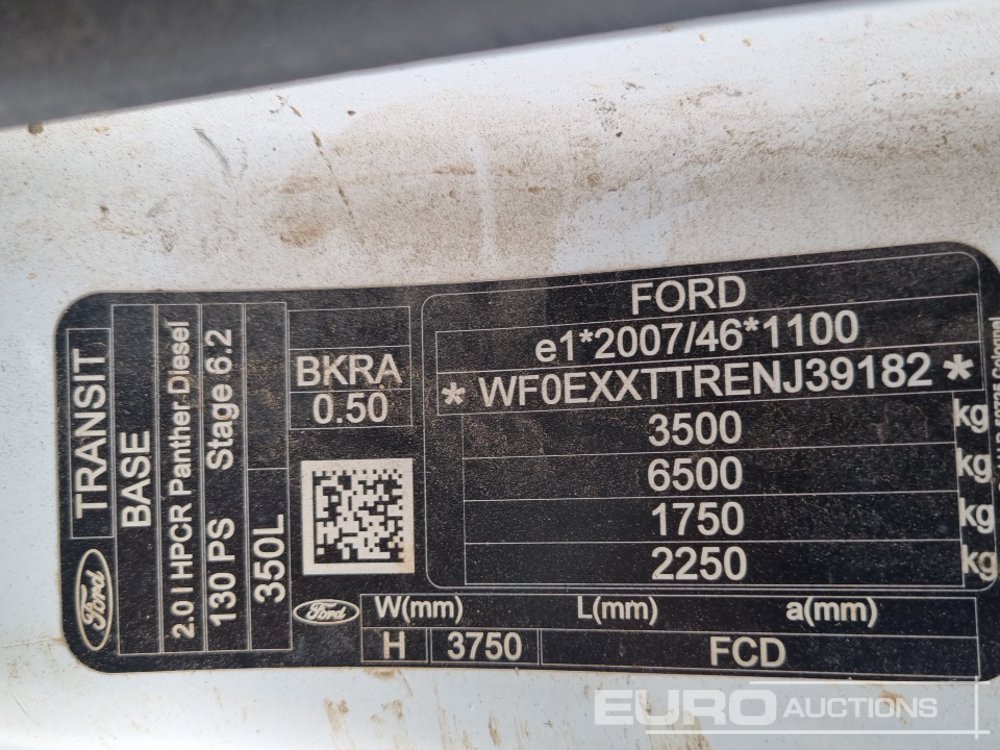 Ford TRANSIT
BASE
2.0 l HPCR Panther Diesel
130 PS Stage 6.2
350L
BKRA
0.50
FORD
e1*2007/46*1100
* WF0EXXTTRENJ39182 *
3500 kg
6500 kg
1750 kg
2250 kg
Ford
W(mm) L(mm) a(mm)
H 3750 FCD
EURO AUCTIONS